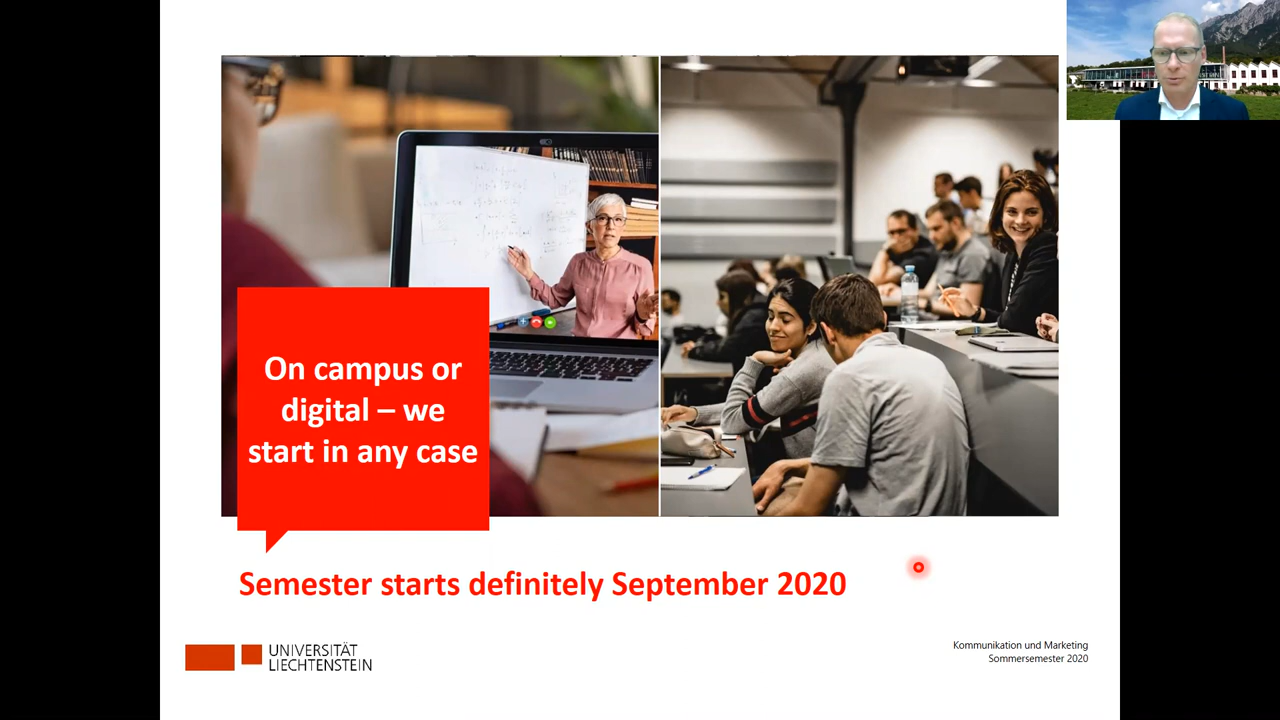 On campus or
digital – we
start in any case
Semester starts definitely September 2020
UNIVERSITÄT
LIECHTENSTEIN
Kommunikation und Marketing
Sommersemester 2020